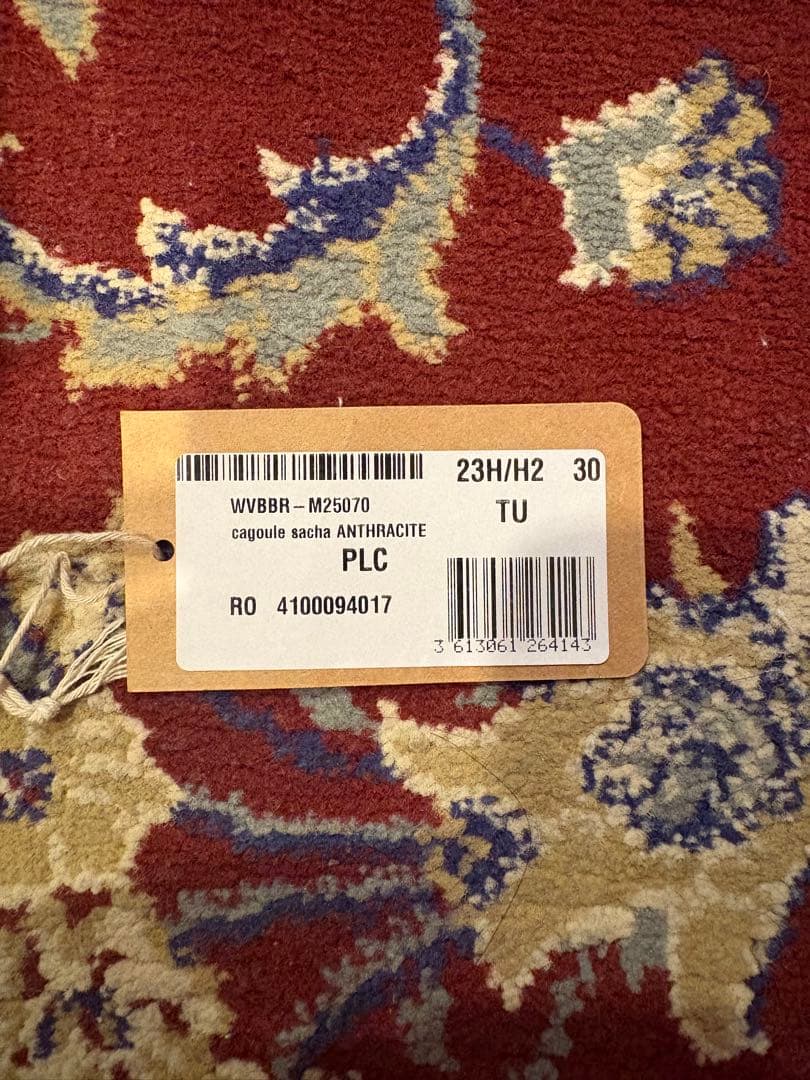 23H/H2 30
WVBBR – M25070
TU
cagoule sacha ANTHRACITE
PLC
RO 4100094017
3 613061 264143